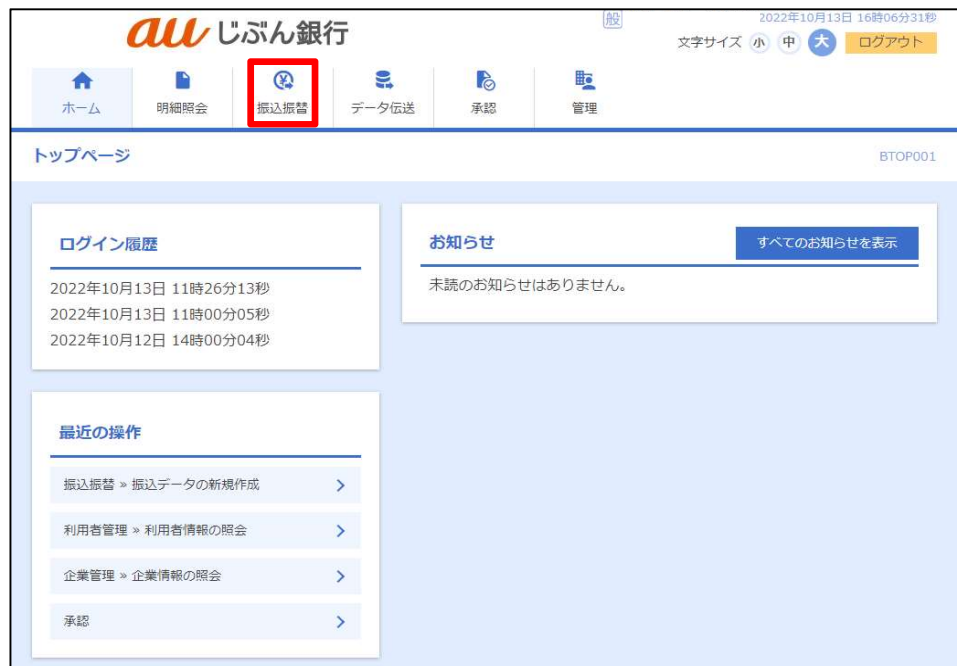 au じぶん銀行
般
2022年10月13日 16時06分31秒
文字サイズ 小 中 大 ログアウト
ホーム 明細照会 振込振替 データ伝送 承認 管理
トップページ BTOP001
ログイン履歴
2022年10月13日 11時26分13秒
2022年10月13日 11時00分05秒
2022年10月12日 14時00分04秒
お知らせ すべてのお知らせを表示
未読のお知らせはありません。
最近の操作
振込振替 » 振込データの新規作成
利用者管理 » 利用者情報の照会
企業管理 » 企業情報の照会
承認